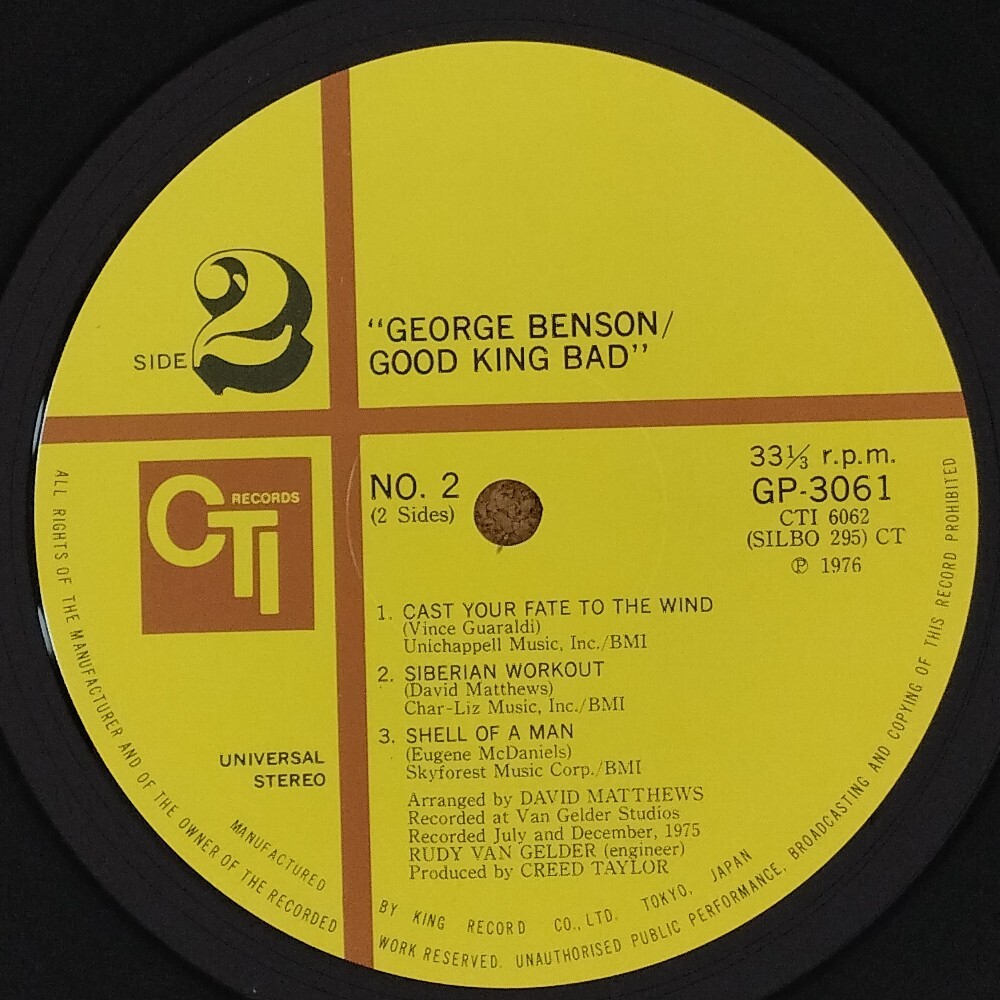 SIDE 2
"GEORGE BENSON/
GOOD KING BAD"
CTI RECORDS
NO. 2
(2 Sides)
33⅓ r.p.m.
GP-3061
CTI 6062
(SILBO 295) CT
℗ 1976
1. CAST YOUR FATE TO THE WIND
(Vince Guaraldi)
Unichappell Music, Inc./BMI
2. SIBERIAN WORKOUT
(David Matthews)
Char-Liz Music, Inc./BMI
3. SHELL OF A MAN
(Eugene McDaniels)
Skyforest Music Corp./BMI
UNIVERSAL
STEREO
Arranged by DAVID MATTHEWS
Recorded at Van Gelder Studios
Recorded July and December, 1975
RUDY VAN GELDER (engineer)
Produced by CREED TAYLOR
MANUFACTURED BY KING RECORD CO., LTD. TOKYO, JAPAN
ALL RIGHTS OF THE MANUFACTURER AND OF THE OWNER OF THE RECORDED WORK RESERVED. UNAUTHORISED PUBLIC PERFORMANCE, BROADCASTING AND COPYING OF THIS RECORD PROHIBITED